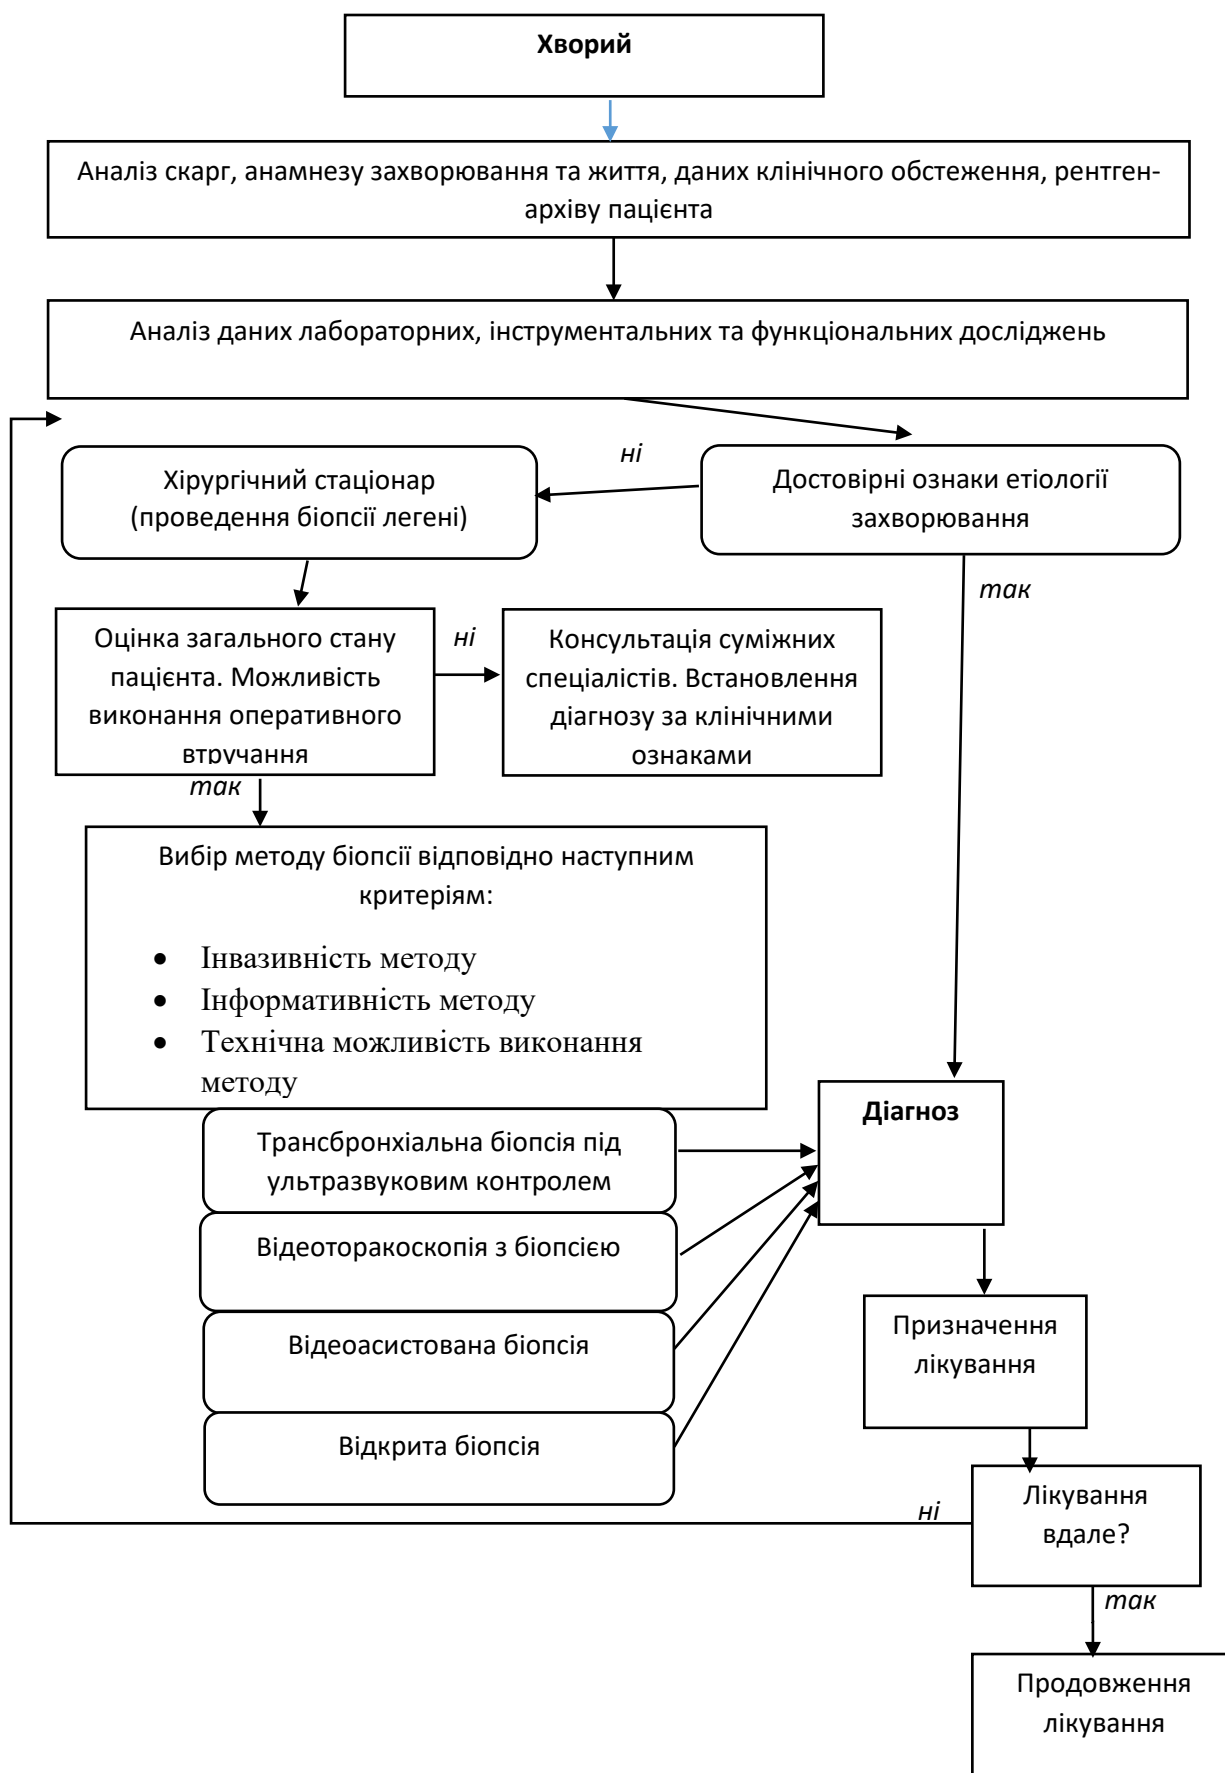 Хворий
Аналіз скарг, анамнезу захворювання та життя, даних клінічного обстеження, рентген-
архіву пацієнта
Аналіз даних лабораторних, інструментальних та функціональних досліджень
ні
Хірургічний стаціонар
(проведення біопсії легені)
Достовірні ознаки етіології
захворювання
так
Оцінка загального стану
пацієнта. Можливість
виконання оперативного
втручання
ні
Консультація суміжних
спеціалістів. Встановлення
діагнозу за клінічними
ознаками
так
Вибір методу біопсії відповідно наступним
критеріям:
• Інвазивність методу
• Інформативність методу
• Технічна можливість виконання
методу
Діагноз
Трансбронхіальна біопсія під
ультразвуковим контролем
Відеоторакоскопія з біопсією
Відеоасистована біопсія
Відкрита біопсія
Призначення
лікування
ні
Лікування
вдале?
так
Продовження
лікування